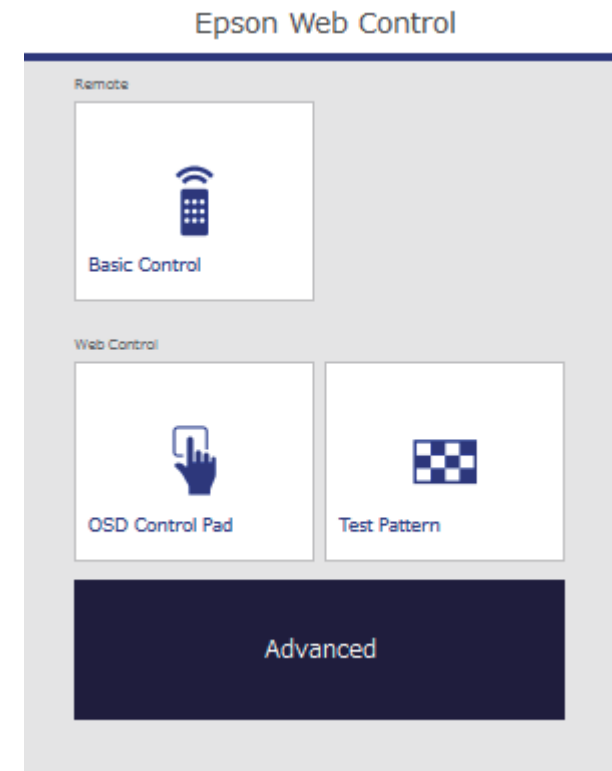 Epson Web Control
Remote
Basic Control
Web Control
OSD Control Pad
Test Pattern
Advanced